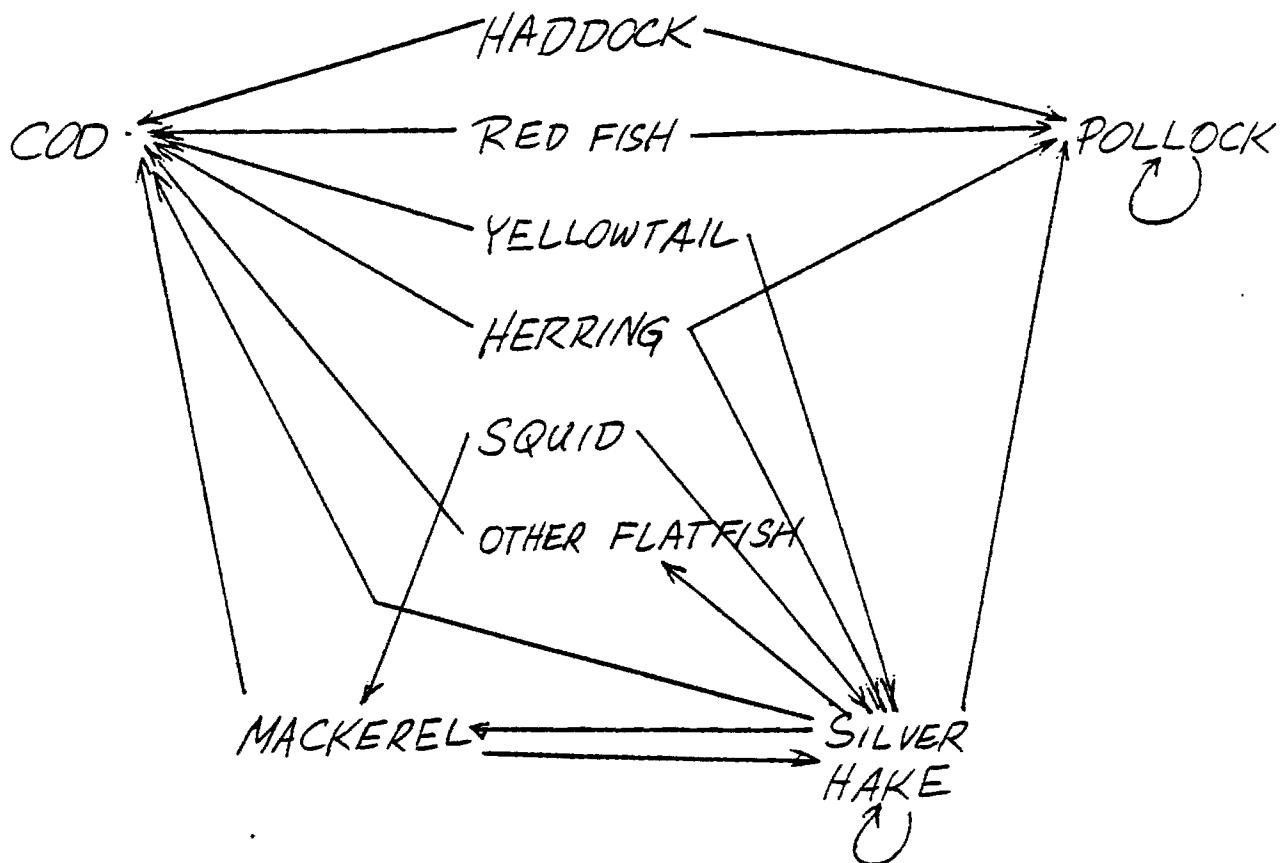 HADDOCK
COD
RED FISH
POLLOCK
YELLOWTAIL
HERRING
SQUID
OTHER FLATFISH
MACKEREL
SILVER
HAKE